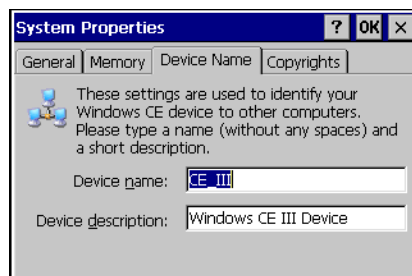 System Properties ? OK ×
General Memory Device Name Copyrights
These settings are used to identify your
Windows CE device to other computers.
Please type a name (without any spaces) and
a short description.
Device name: CE_III
Device description: Windows CE III Device